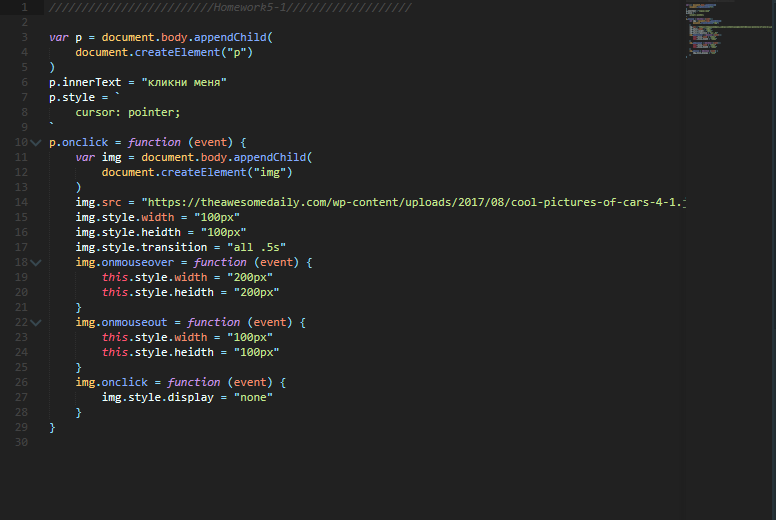 1 /////////////////////////Homework5-1///////////////////
2
3 var p = document.body.appendChild(
4 document.createElement("p")
5 )
6 p.innerText = "кликни меня"
7 p.style = `
8 cursor: pointer;
9 `
10 p.onclick = function (event) {
11 var img = document.body.appendChild(
12 document.createElement("img")
13 )
14 img.src = "https://theawesomedaily.com/wp-content/uploads/2017/08/cool-pictures-of-cars-4-1.j
15 img.style.width = "100px"
16 img.style.heidth = "100px"
17 img.style.transition = "all .5s"
18 img.onmouseover = function (event) {
19 this.style.width = "200px"
20 this.style.heidth = "200px"
21 }
22 img.onmouseout = function (event) {
23 this.style.width = "100px"
24 this.style.heidth = "100px"
25 }
26 img.onclick = function (event) {
27 img.style.display = "none"
28 }
29 }
30